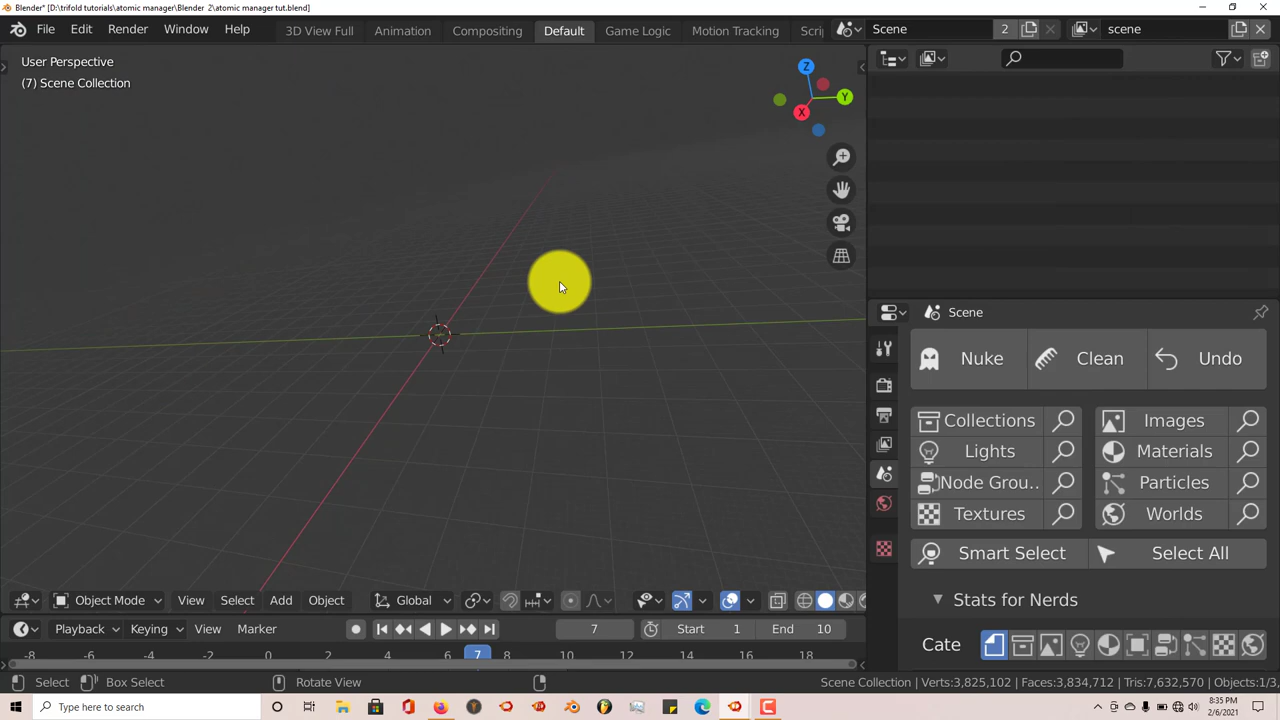 Blender* [D:\trifold tutorials\atomic manager\Blender 2\atomic manager tut.blend]
File Edit Render Window Help 3D View Full Animation Compositing Default Game Logic Motion Tracking Scri Scene 2 scene
User Perspective
(7) Scene Collection
Z
Y
X
Scene
Nuke Clean Undo
Collections Images
Lights Materials
Node Grou.. Particles
Textures Worlds
Smart Select Select All
Stats for Nerds
Cate
Object Mode View Select Add Object Global
Playback Keying View Marker 7 Start 1 End 10
-8 -6 -4 -2 0 2 4 6 7 8 10 12 14 16 18
Select Box Select Rotate View Scene Collection | Verts:3,825,102 | Faces:3,834,712 | Tris:7,632,570 | Objects:1/3,
Type here to search
8:35 PM
2/6/2021